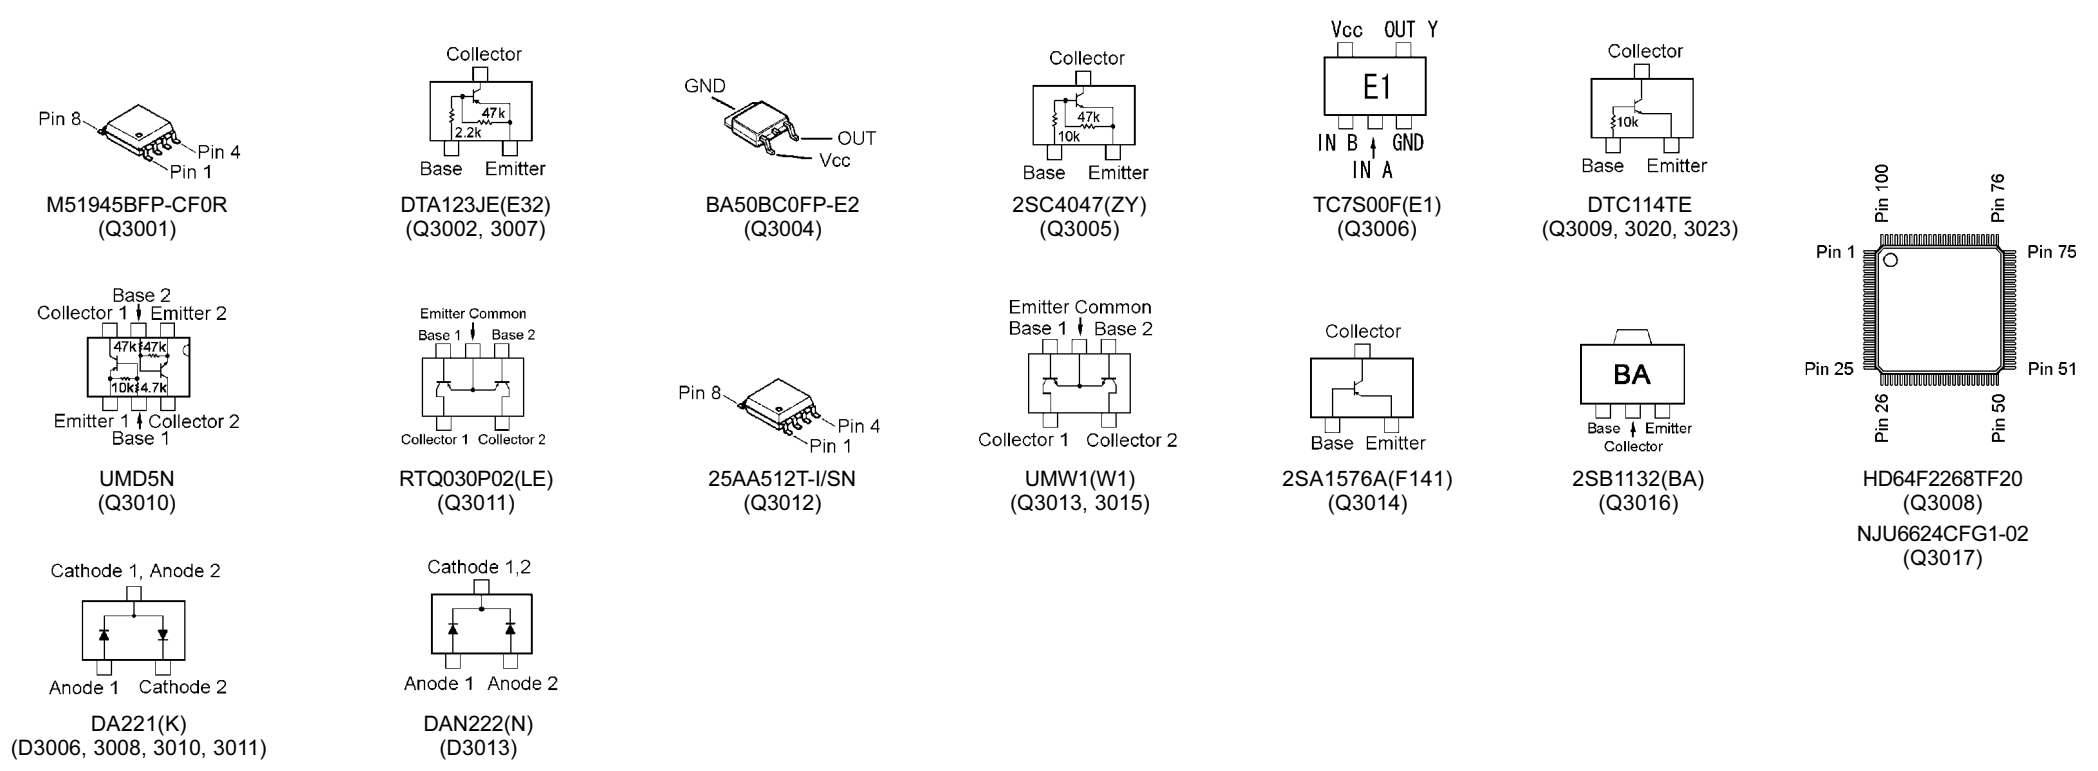 Pin 8
Pin 4
Pin 1
M51945BFP-CF0R
(Q3001)
Collector
47k
2.2k
Base Emitter
DTA123JE(E32)
(Q3002, 3007)
GND
OUT
Vcc
BA50BC0FP-E2
(Q3004)
Collector
47k
10k
Base Emitter
2SC4047(ZY)
(Q3005)
Vcc OUT Y
E1
IN B GND
IN A
TC7S00F(E1)
(Q3006)
Collector
10k
Base Emitter
DTC114TE
(Q3009, 3020, 3023)
Pin 100
Pin 76
Pin 1
Pin 75
Pin 25
Pin 51
Pin 26
Pin 50
HD64F2268TF20
(Q3008)
NJU6624CFG1-02
(Q3017)
Base 2
Collector 1 Emitter 2
47k 47k
10k 4.7k
Emitter 1 Collector 2
Base 1
UMD5N
(Q3010)
Emitter Common
Base 1 Base 2
Collector 1 Collector 2
RTQ030P02(LE)
(Q3011)
Pin 8
Pin 4
Pin 1
25AA512T-I/SN
(Q3012)
Emitter Common
Base 1 Base 2
Collector 1 Collector 2
UMW1(W1)
(Q3013, 3015)
Collector
Base Emitter
2SA1576A(F141)
(Q3014)
BA
Base Emitter
Collector
2SB1132(BA)
(Q3016)
Cathode 1, Anode 2
Anode 1 Cathode 2
DA221(K)
(D3006, 3008, 3010, 3011)
Cathode 1,2
Anode 1 Anode 2
DAN222(N)
(D3013)